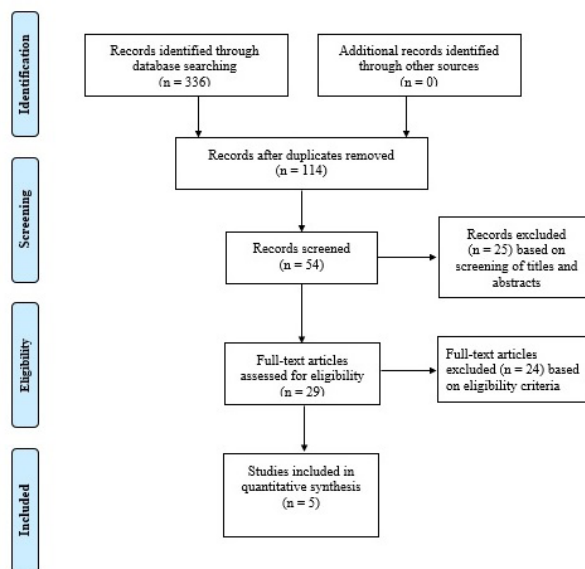 Identification
Records identified through
database searching
(n = 336)
Additional records identified
through other sources
(n = 0)
Records after duplicates removed
(n = 114)
Screening
Records screened
(n = 54)
Records excluded
(n = 25) based on
screening of titles and
abstracts
Eligibility
Full-text articles
assessed for eligibility
(n = 29)
Full-text articles
excluded (n = 24) based
on eligibility criteria
Included
Studies included in
quantitative synthesis
(n = 5)